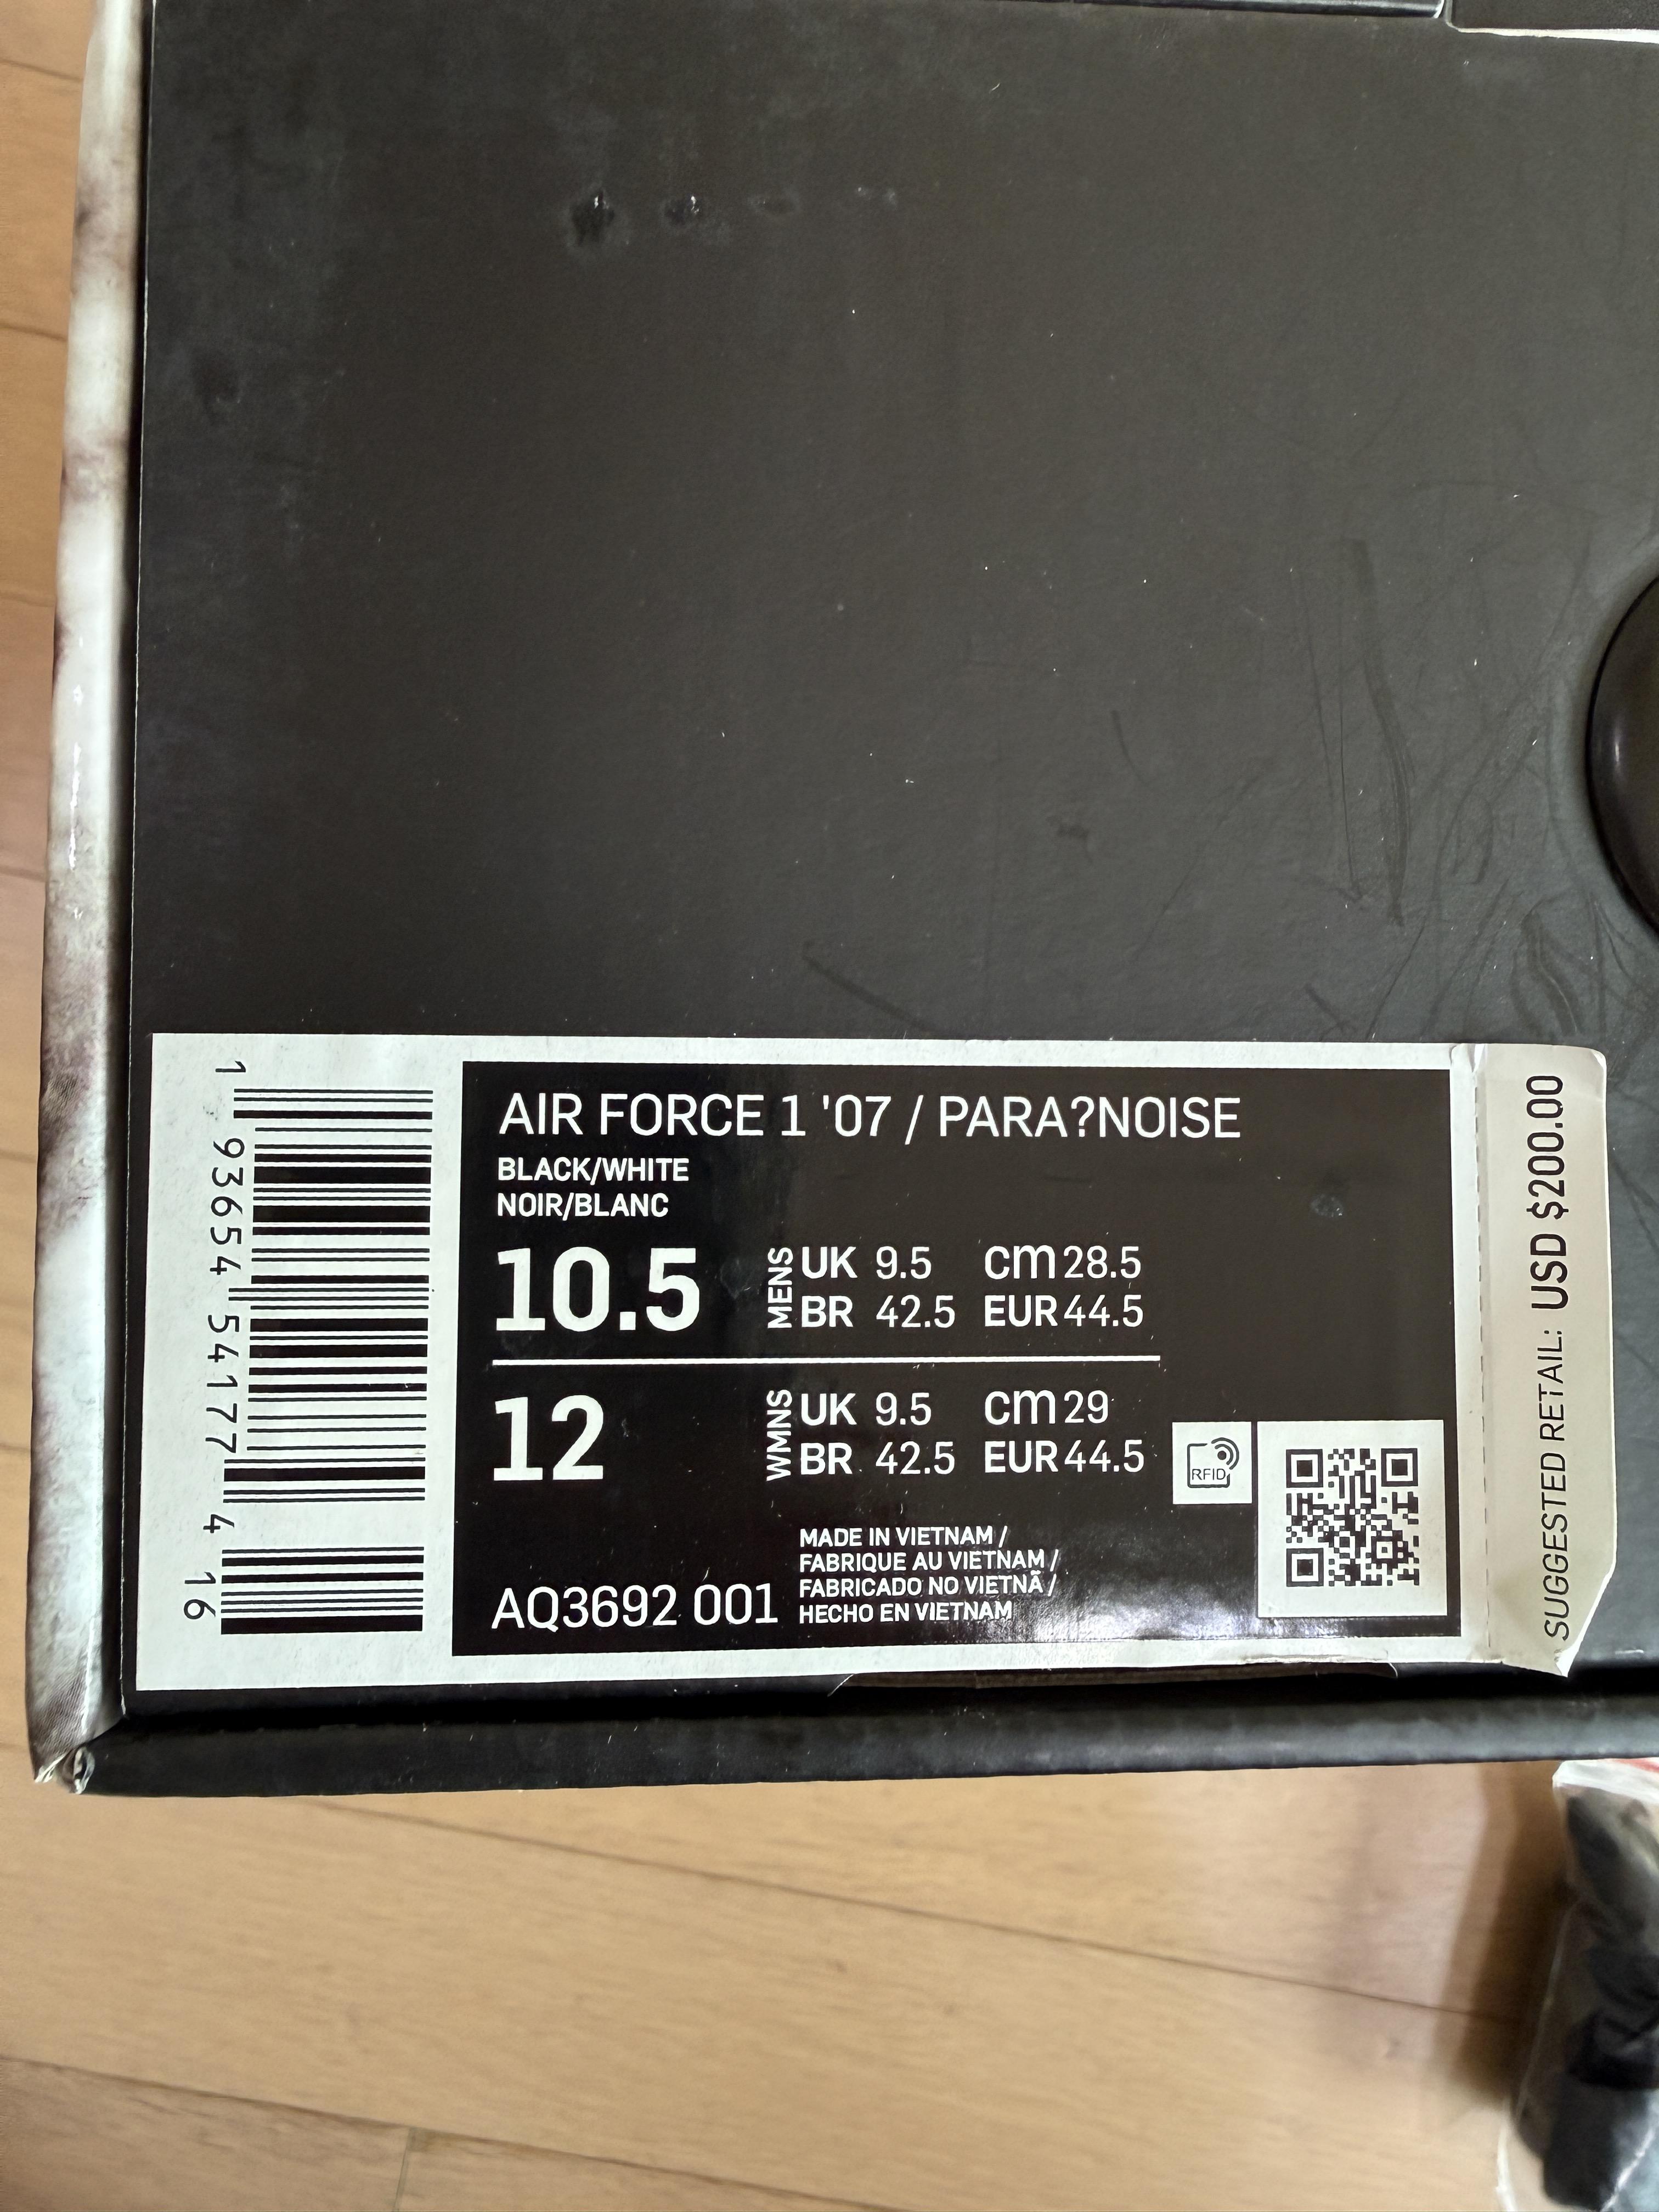 AIR FORCE 1 '07 / PARA?NOISE
BLACK/WHITE
NOIR/BLANC
10.5 MENS UK 9.5 cm 28.5
BR 42.5 EUR 44.5
12 WMNS UK 9.5 cm 29
BR 42.5 EUR 44.5
RFID
AQ3692 001
MADE IN VIETNAM /
FABRIQUE AU VIETNAM /
FABRICADO NO VIETNÃ /
HECHO EN VIETNAM
1 93654 54177 4 16
SUGGESTED RETAIL: USD $200.00